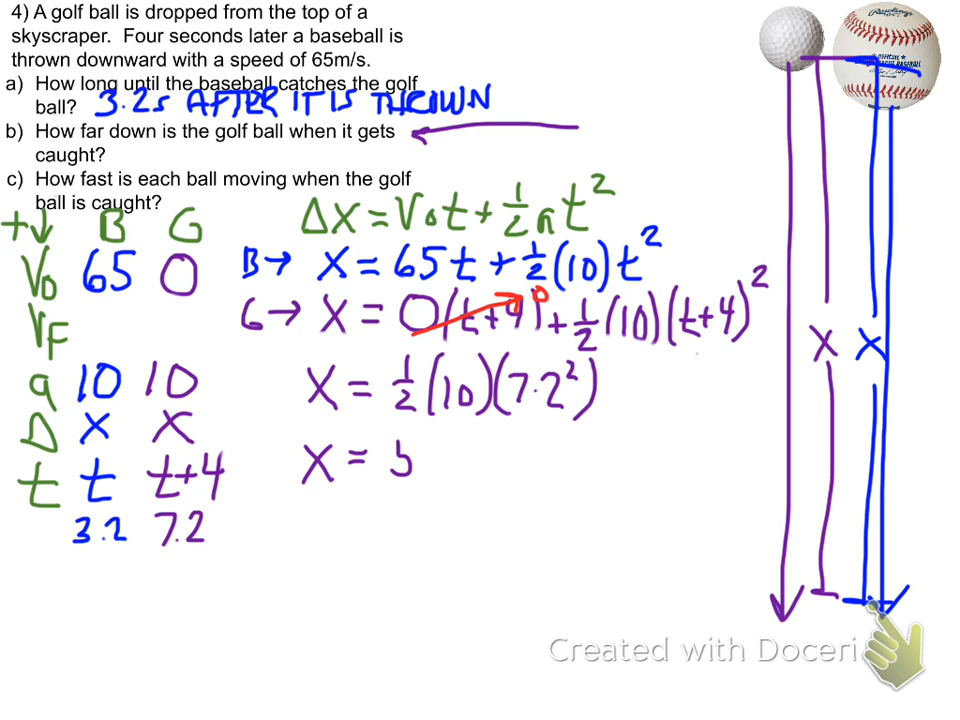 4) A golf ball is dropped from the top of a
skyscraper. Four seconds later a baseball is
thrown downward with a speed of 65m/s.
a) How long until the baseball catches the golf
ball? 3.2s AFTER IT IS THROWN
b) How far down is the golf ball when it gets
caught?
c) How fast is each ball moving when the golf
ball is caught?
+↓ B G
ΔX = V₀t + ½at²
V₀ 65 0
B→ X = 65t + ½(10)t²
G→ X = 0(t+4)⁰ + ½(10)(t+4)²
VF
a 10 10
X = ½(10)(7.2²)
Δ X X
t t t+4
X = 5
3.2 7.2
X X
Rawlings
OFFICIAL
Created with Doceri